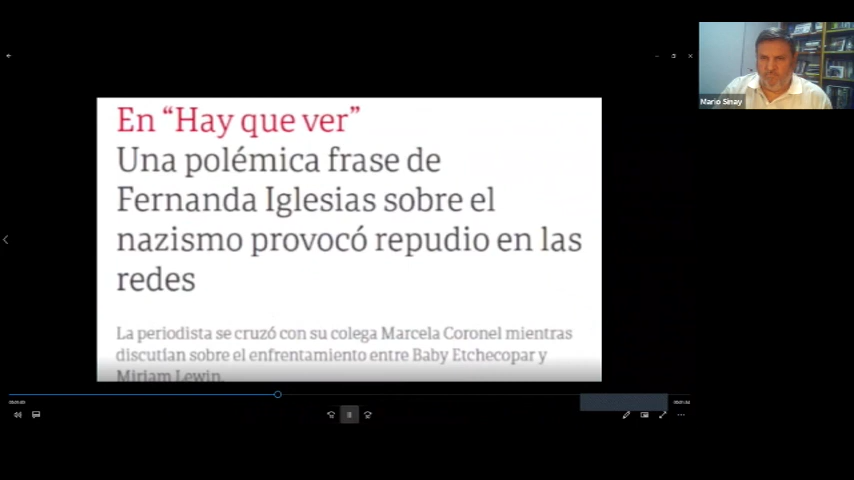 En “Hay que ver”
Una polémica frase de
Fernanda Iglesias sobre el
nazismo provocó repudio en las
redes
La periodista se cruzó con su colega Marcela Coronel mientras
discutían sobre el enfrentamiento entre Baby Etchecopar y
Miriam Lewin.
Mario Sinay